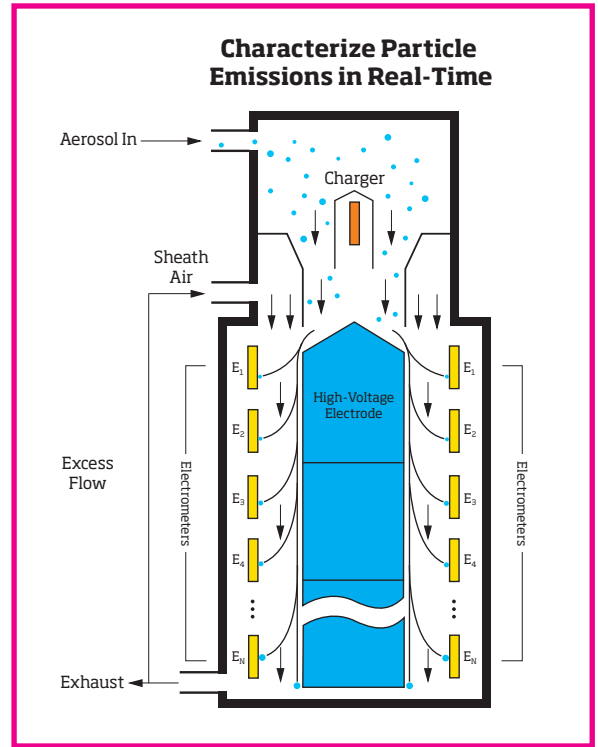 Characterize Particle
Emissions in Real-Time
Aerosol In
Charger
Sheath
Air
E1
E1
High-Voltage
Electrode
E2
E2
Excess
Flow
Electrometers
Electrometers
E3
E3
E4
E4
EN
EN
Exhaust